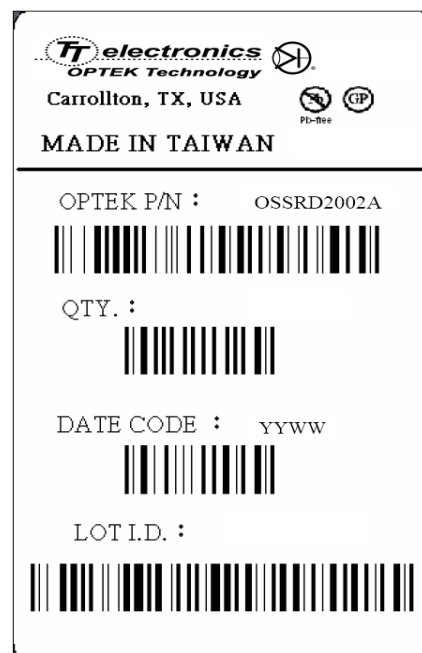 TT electronics
OPTEK Technology
Carrollton, TX, USA
Pb GP
Pb-free
MADE IN TAIWAN
OPTEK P/N : OSSRD2002A
QTY. :
DATE CODE : YYWW
LOT I.D. :